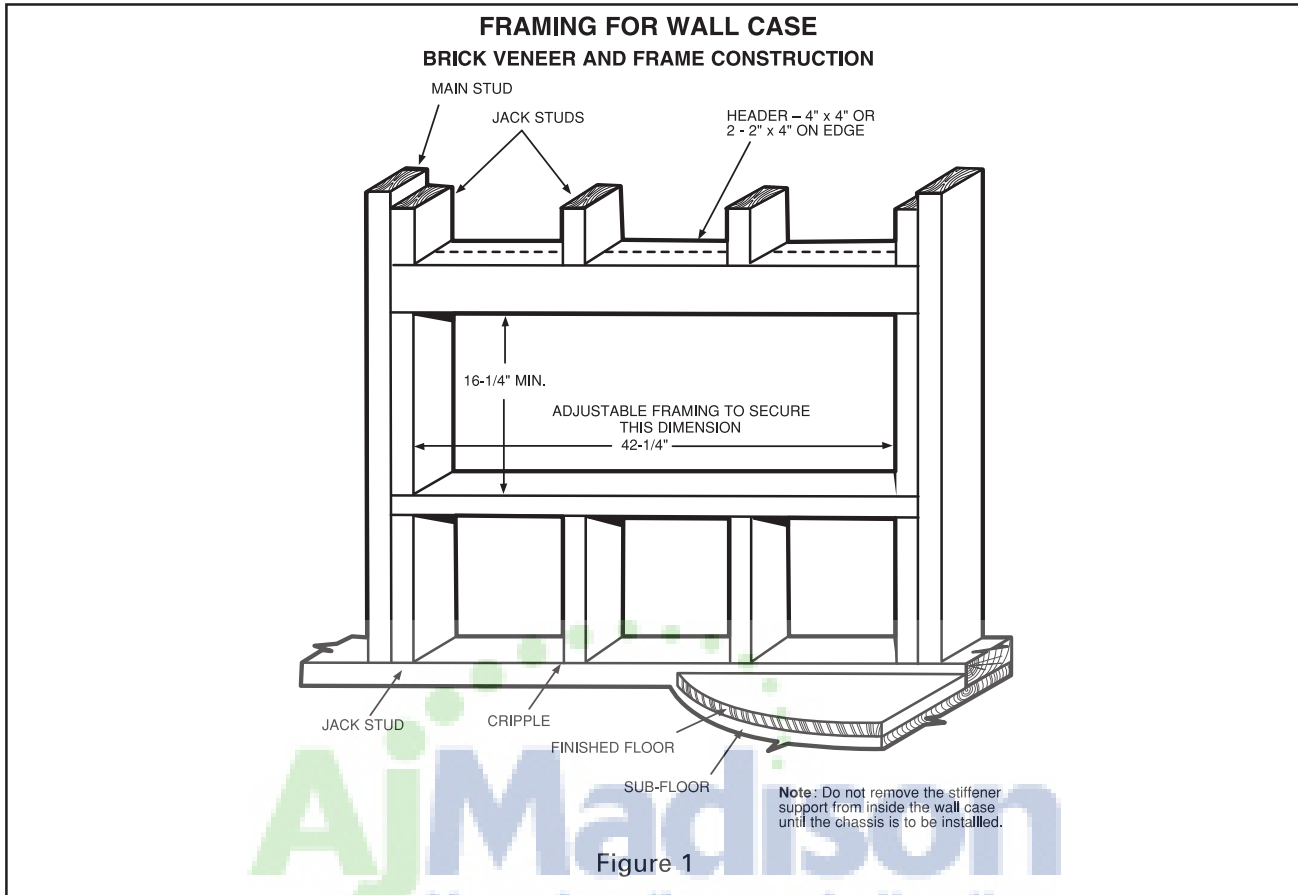 FRAMING FOR WALL CASE
BRICK VENEER AND FRAME CONSTRUCTION
MAIN STUD
JACK STUDS
HEADER – 4" x 4" OR
2 - 2" x 4" ON EDGE
16-1/4" MIN.
ADJUSTABLE FRAMING TO SECURE
THIS DIMENSION
42-1/4"
JACK STUD
CRIPPLE
FINISHED FLOOR
SUB-FLOOR
Note: Do not remove the stiffener
support from inside the wall case
until the chassis is to be installled.
AjMadison
Figure 1